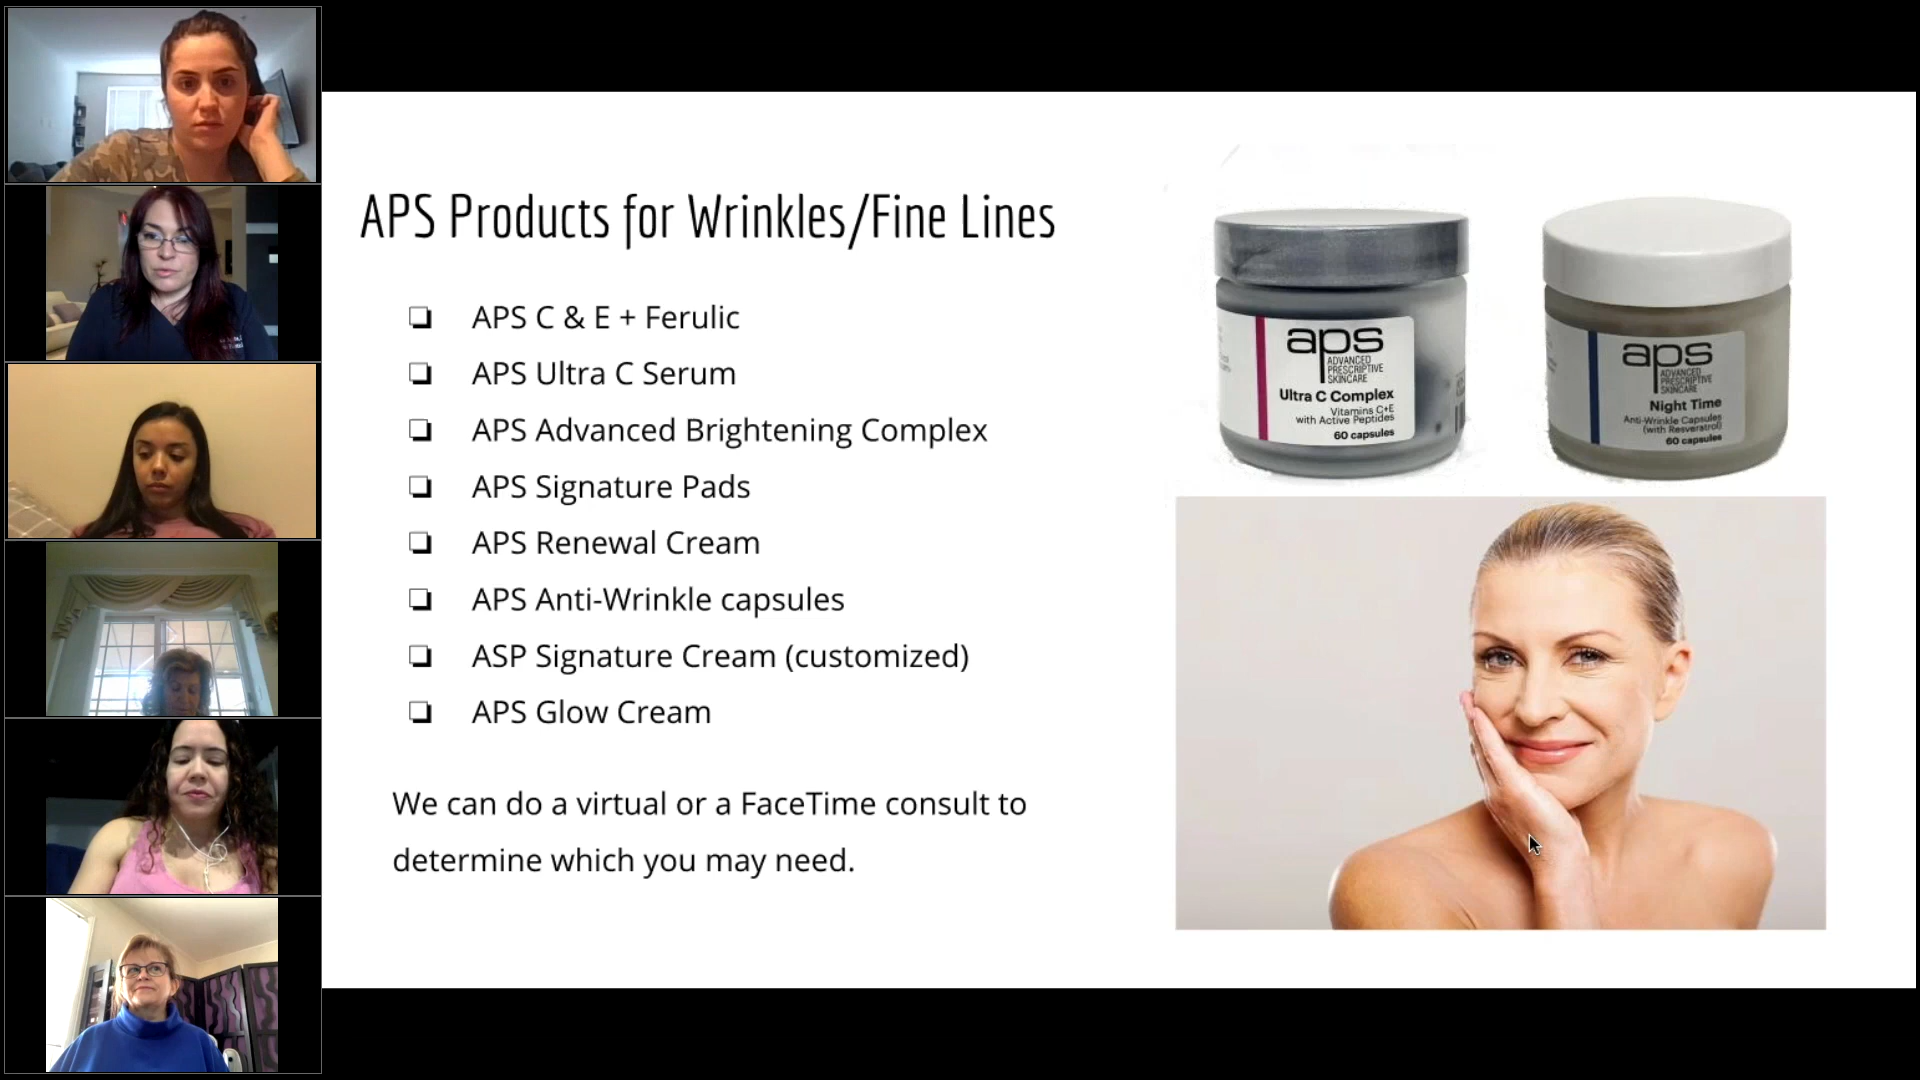 APS Products for Wrinkles/Fine Lines
APS C & E + Ferulic
APS Ultra C Serum
APS Advanced Brightening Complex
APS Signature Pads
APS Renewal Cream
APS Anti-Wrinkle capsules
ASP Signature Cream (customized)
APS Glow Cream
We can do a virtual or a FaceTime consult to
determine which you may need.
aps
ADVANCED
PRESCRIPTIVE
SKINCARE
Ultra C Complex
Vitamins C+E
with Active Peptides
60 capsules
aps
ADVANCED
PRESCRIPTIVE
SKINCARE
Night Time
Anti-Wrinkle Capsules
(with Resveratrol)
60 capsules